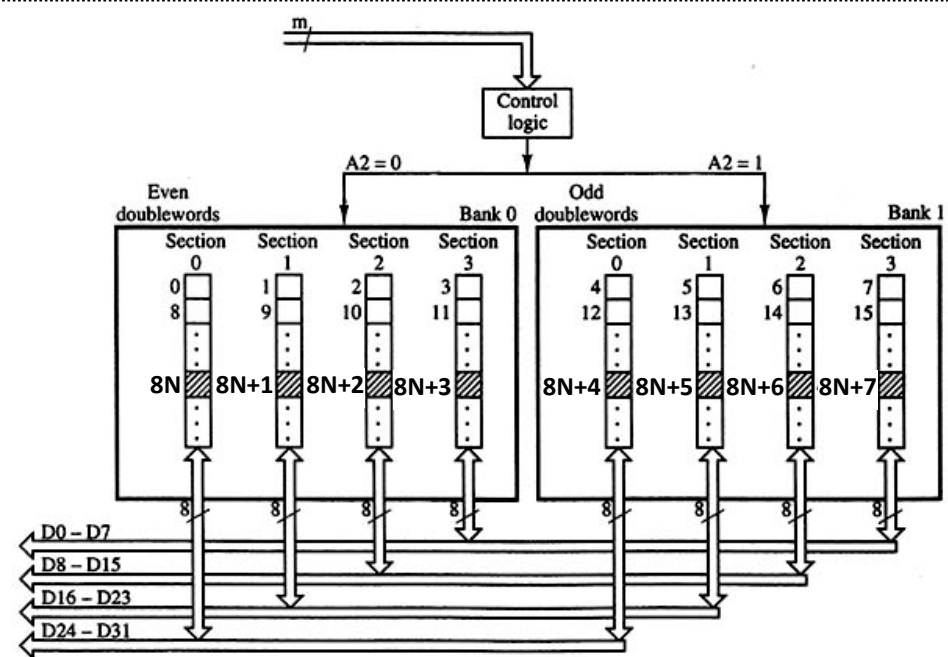 m
Control
logic
A2 = 0 A2 = 1
Even Odd
doublewords Bank 0 doublewords Bank 1
Section Section Section Section Section Section Section Section
0 1 2 3 0 1 2 3
0 1 2 3 4 5 6 7
8 9 10 11 12 13 14 15
8N 8N+1 8N+2 8N+3 8N+4 8N+5 8N+6 8N+7
8 8 8 8 8 8 8 8
D0 – D7
D8 – D15
D16 – D23
D24 – D31